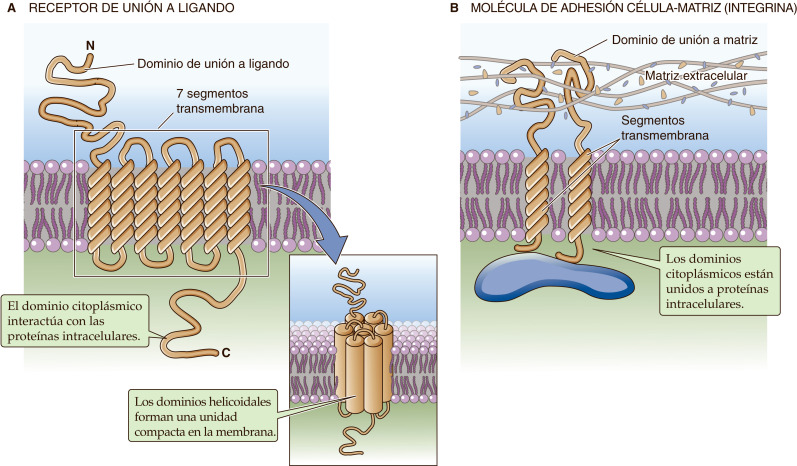 A RECEPTOR DE UNIÓN A LIGANDO
N
Dominio de unión a ligando
7 segmentos
transmembrana
El dominio citoplásmico
interactúa con las
proteínas intracelulares.
C
Los dominios helicoidales
forman una unidad
compacta en la membrana.
B MOLÉCULA DE ADHESIÓN CÉLULA-MATRIZ (INTEGRINA)
Dominio de unión a matriz
Matriz extracelular
Segmentos
transmembrana
Los dominios
citoplásmicos están
unidos a proteínas
intracelulares.